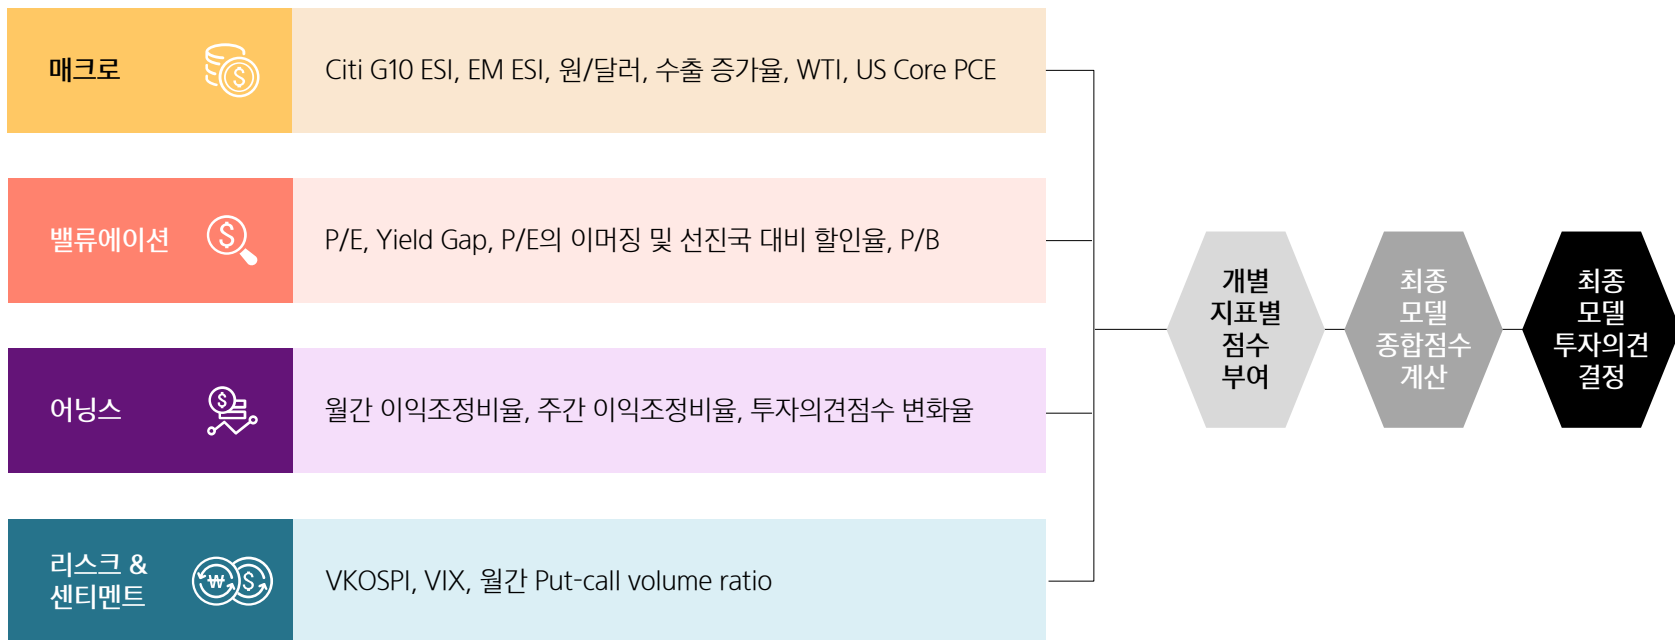 매크로
Citi G10 ESI, EM ESI, 원/달러, 수출 증가율, WTI, US Core PCE
밸류에이션
P/E, Yield Gap, P/E의 이머징 및 선진국 대비 할인율, P/B
어닝스
월간 이익조정비율, 주간 이익조정비율, 투자의견점수 변화율
리스크 &
센티멘트
VKOSPI, VIX, 월간 Put-call volume ratio
개별
지표별
점수
부여
최종
모델
종합점수
계산
최종
모델
투자의견
결정